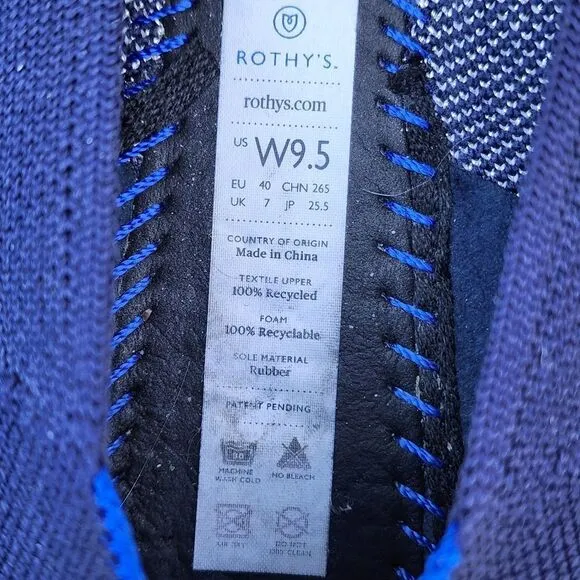 ROTHY'S™
rothys.com
US W9.5
EU 40 CHN 265
UK 7 JP 25.5
COUNTRY OF ORIGIN
Made in China
TEXTILE UPPER
100% Recycled
FOAM
100% Recyclable
SOLE MATERIAL
Rubber
PATENT PENDING
MACHINE NO BLEACH
WASH COLD
AIR DRY DO NOT
DRY CLEAN